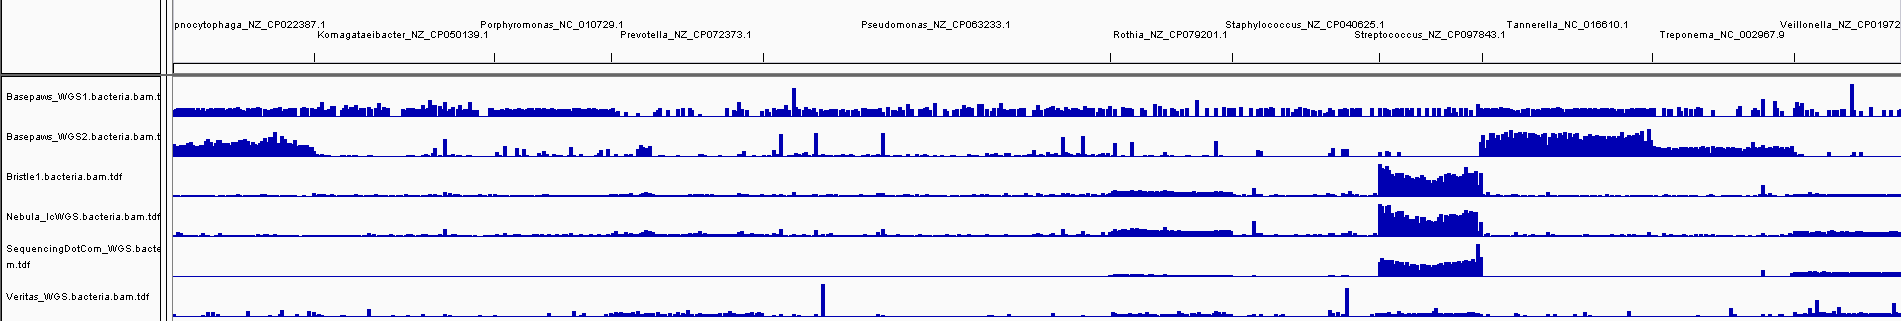 pnocytophaga_NZ_CP022387.1
Porphyromonas_NC_010729.1
Pseudomonas_NZ_CP063233.1
Staphylococcus_NZ_CP040625.1
Tannerella_NC_016610.1
Veillonella_NZ_CP01972
Komagataeibacter_NZ_CP050139.1
Prevotella_NZ_CP072373.1
Rothia_NZ_CP079201.1
Streptococcus_NZ_CP097843.1
Treponema_NC_002967.9
Basepaws_WGS1.bacteria.bam.t
Basepaws_WGS2.bacteria.bam.t
Bristle1.bacteria.bam.tdf
Nebula_lcWGS.bacteria.bam.tdf
SequencingDotCom_WGS.bacte
m.tdf
Veritas_WGS.bacteria.bam.tdf